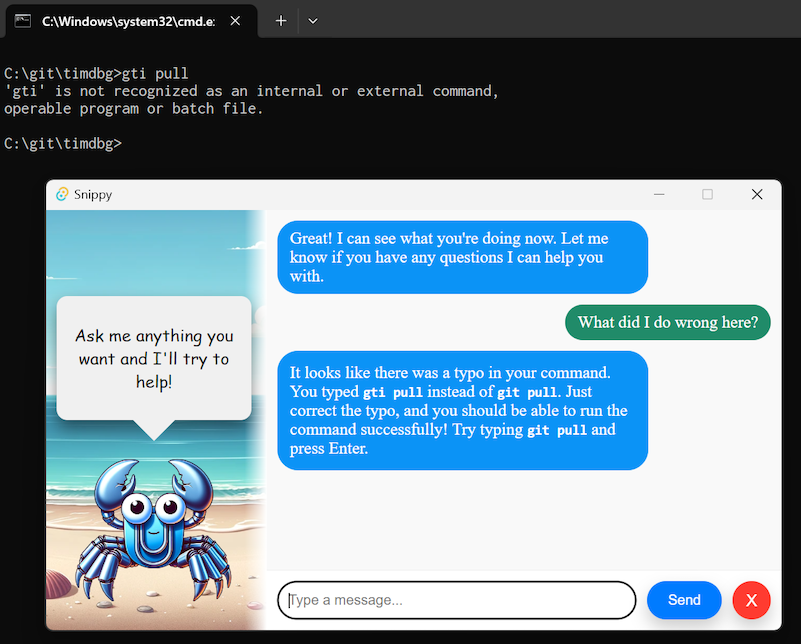 C:\Windows\system32\cmd.e:
C:\git\timdbg>gti pull
'gti' is not recognized as an internal or external command,
operable program or batch file.
C:\git\timdbg>
Snippy
Ask me anything you
want and I'll try to
help!
Great! I can see what you're doing now. Let me
know if you have any questions I can help you
with.
What did I do wrong here?
It looks like there was a typo in your command.
You typed gti pull instead of git pull. Just
correct the typo, and you should be able to run the
command successfully! Try typing git pull and
press Enter.
Type a message...
Send
X